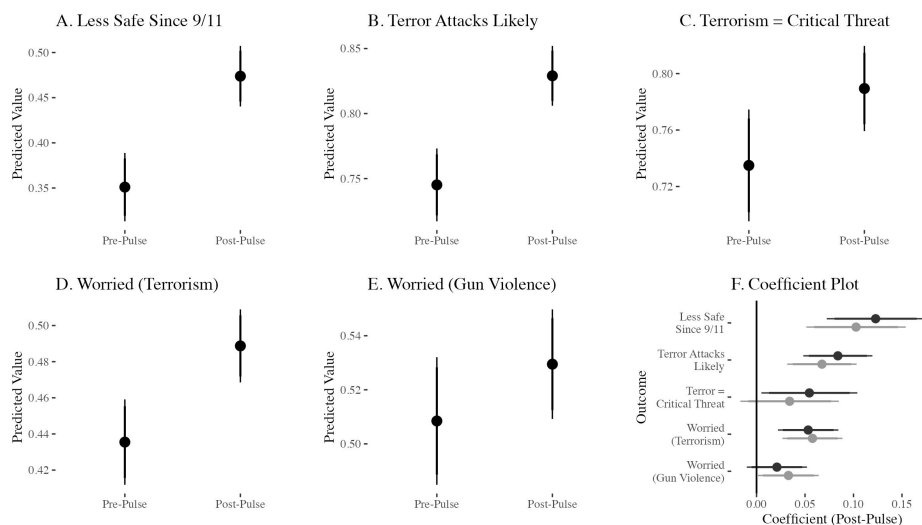 A. Less Safe Since 9/11
Predicted Value
0.50
0.45
0.40
0.35
Pre-Pulse
Post-Pulse
B. Terror Attacks Likely
Predicted Value
0.85
0.80
0.75
Pre-Pulse
Post-Pulse
C. Terrorism = Critical Threat
Predicted Value
0.80
0.76
0.72
Pre-Pulse
Post-Pulse
D. Worried (Terrorism)
Predicted Value
0.50
0.48
0.46
0.44
0.42
Pre-Pulse
Post-Pulse
E. Worried (Gun Violence)
Predicted Value
0.54
0.52
0.50
Pre-Pulse
Post-Pulse
F. Coefficient Plot
Outcome
Less Safe
Since 9/11
Terror Attacks
Likely
Terror =
Critical Threat
Worried
(Terrorism)
Worried
(Gun Violence)
0.00
0.05
0.10
0.15
Coefficient (Post-Pulse)